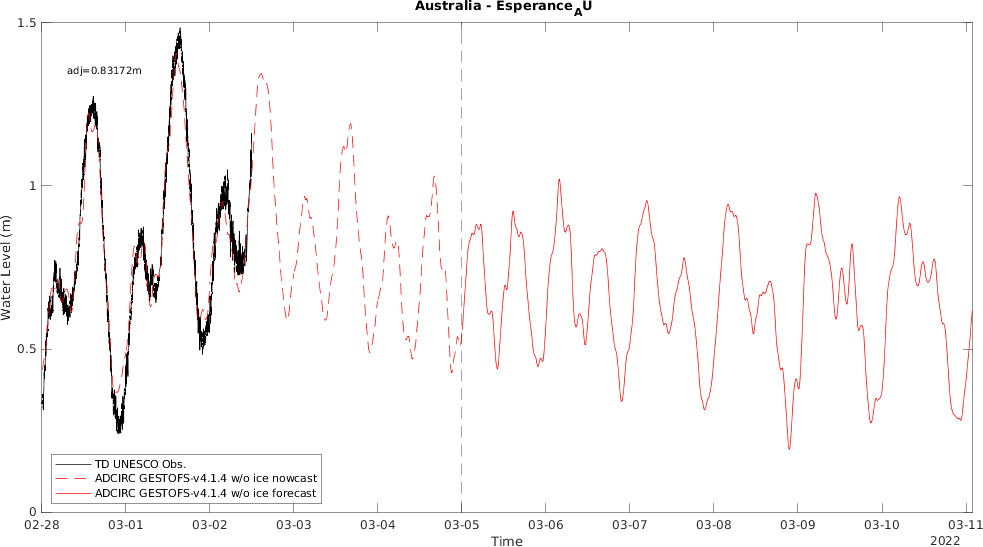 Australia - Esperance_AU
adj=0.83172m
1.5
1
0.5
0
Water Level (m)
TD UNESCO Obs.
ADCIRC GESTOFS-v4.1.4 w/o ice nowcast
ADCIRC GESTOFS-v4.1.4 w/o ice forecast
02-28 03-01 03-02 03-03 03-04 03-05 03-06 03-07 03-08 03-09 03-10 03-11
Time
2022